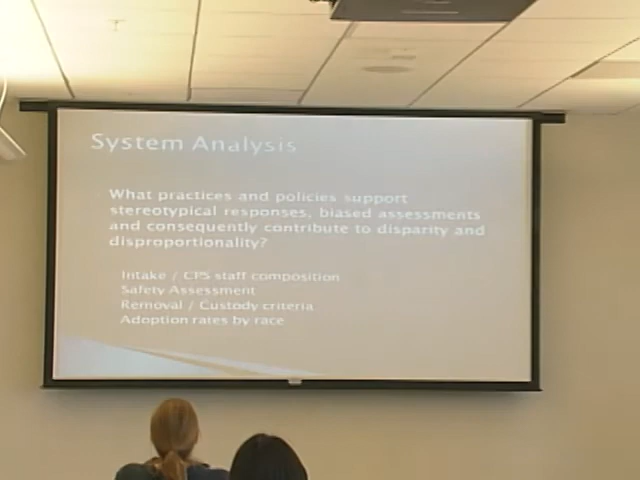 System Analysis
What practices and policies support
stereotypical responses, biased assessments
and consequently contribute to disparity and
disproportionality?
Intake / CPS staff composition
Safety Assessment
Removal / Custody criteria
Adoption rates by race